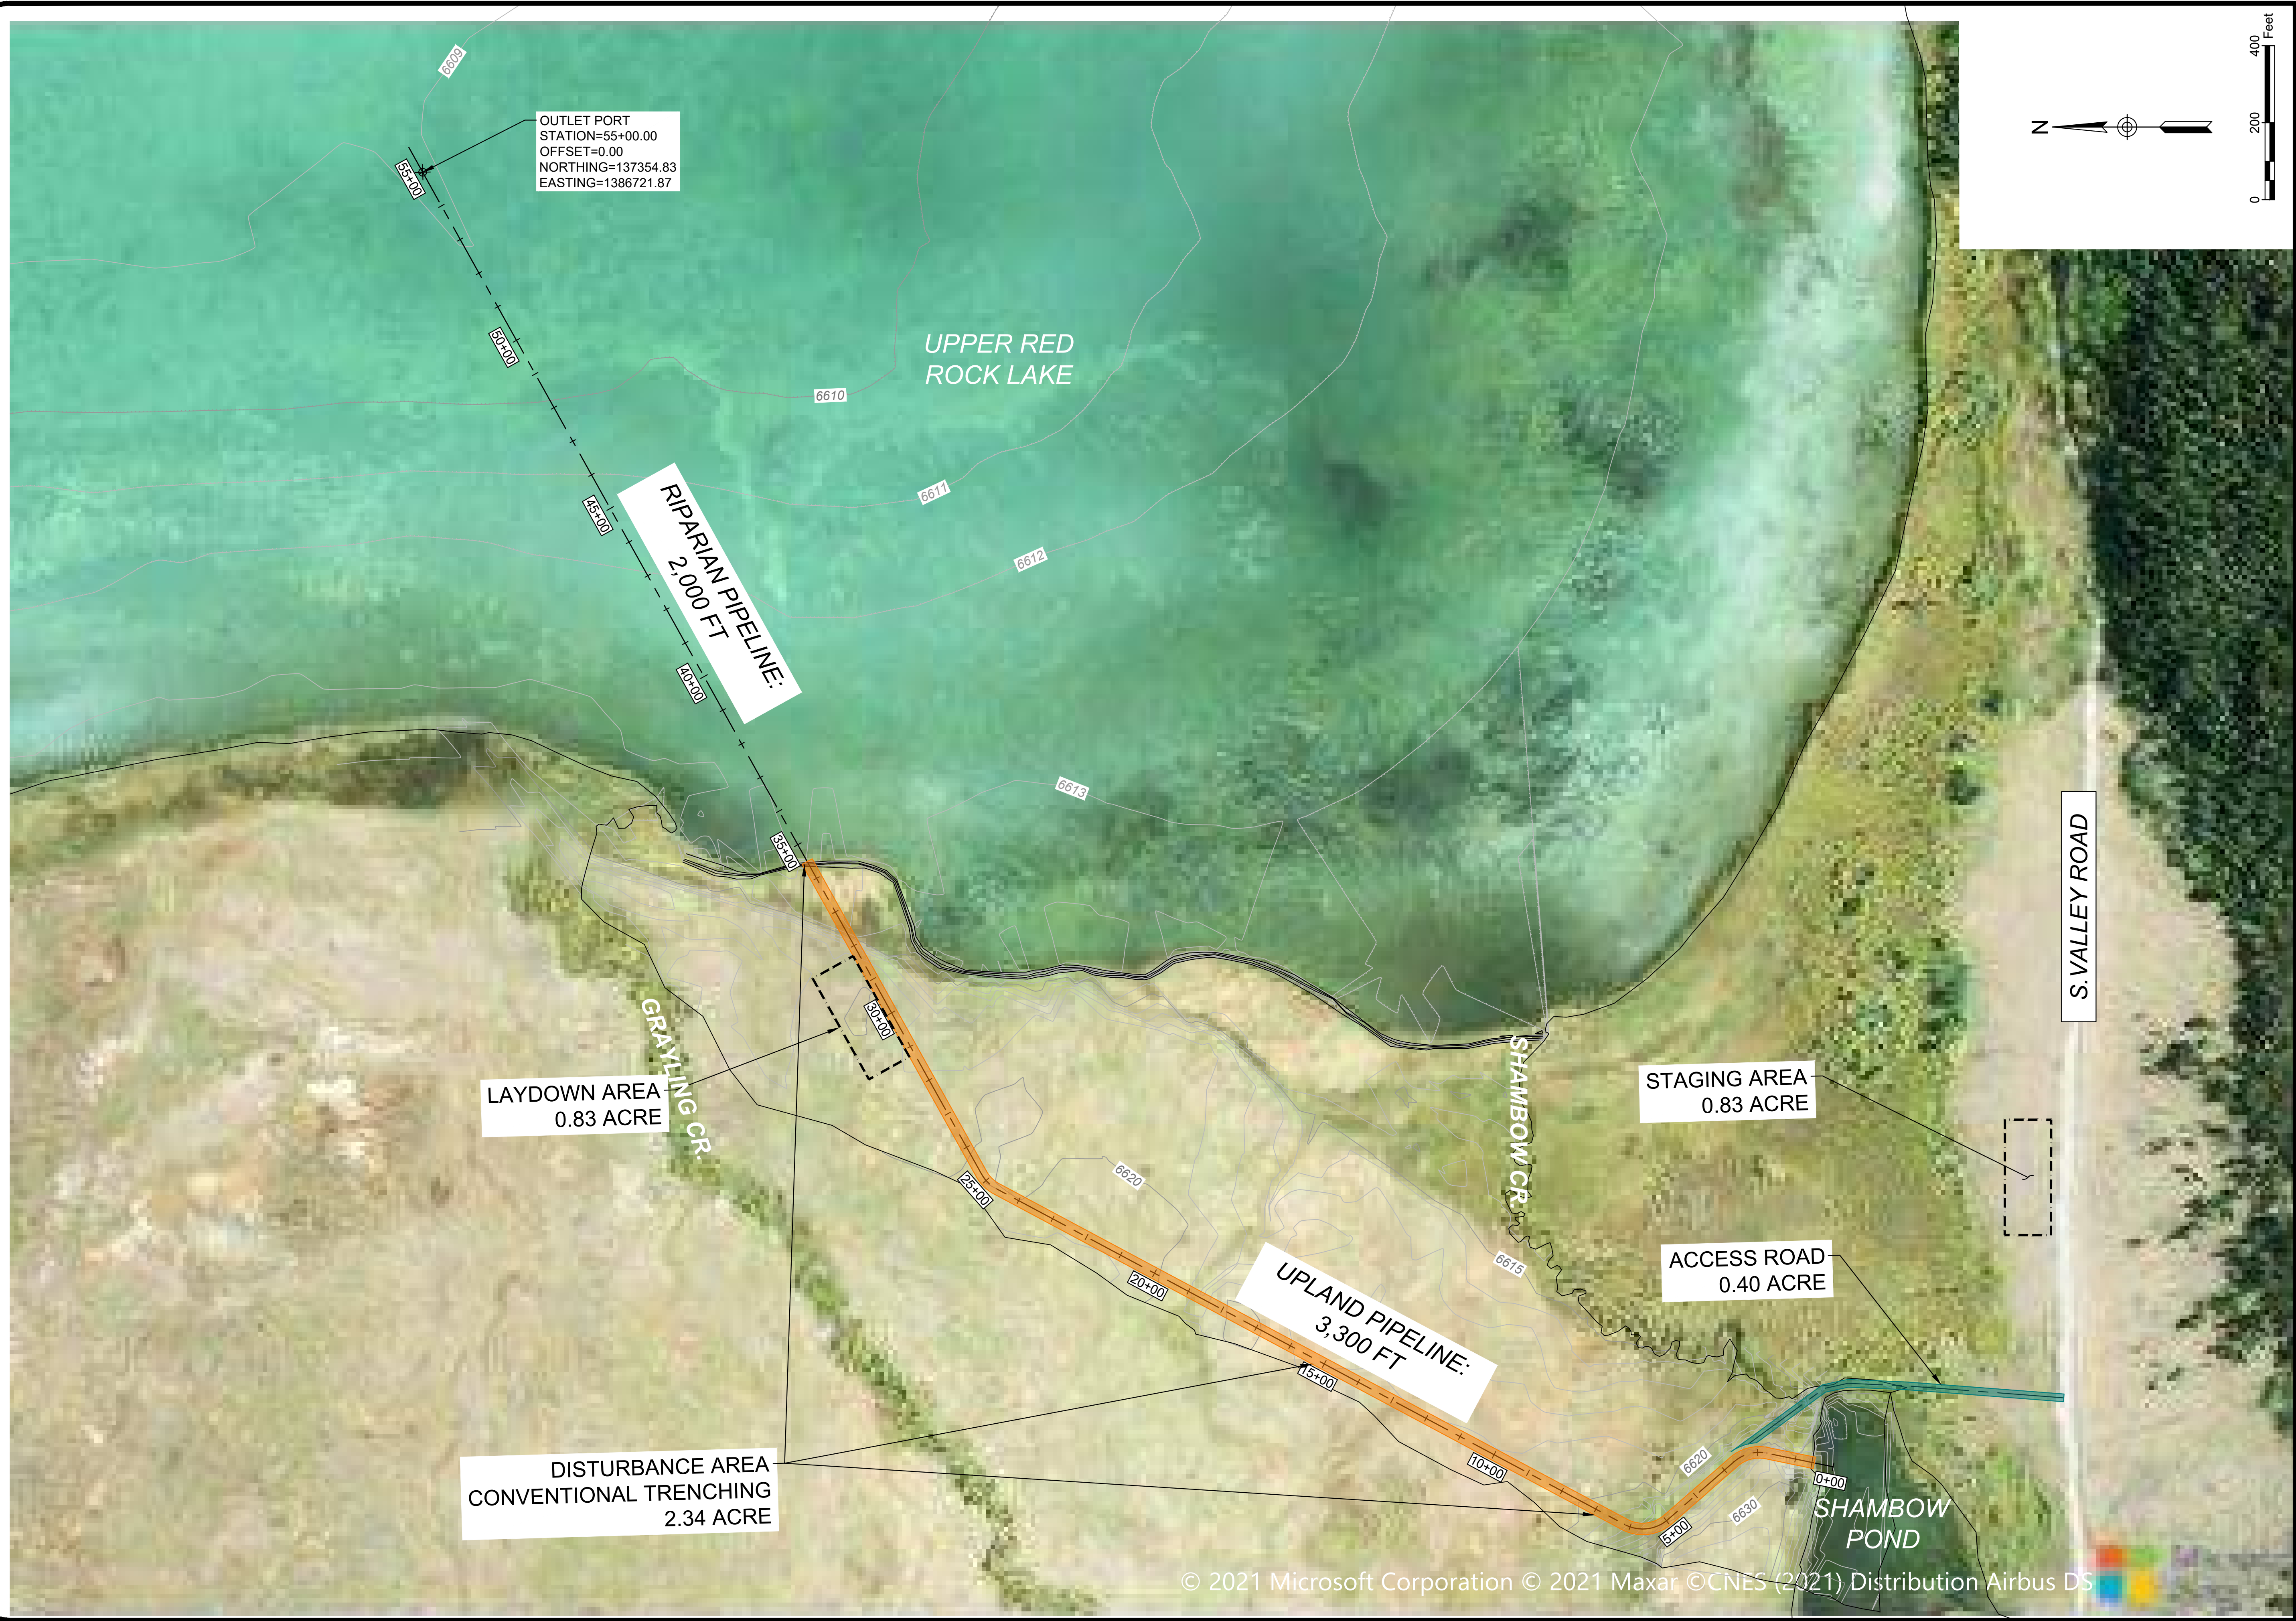 6609
OUTLET PORT
STATION=55+00.00
OFFSET=0.00
NORTHING=137354.83
EASTING=1386721.87
55+00
50+00
45+00
40+00
35+00
UPPER RED
ROCK LAKE
6610
6611
6612
6613
RIPARIAN PIPELINE:
2,000 FT
N
0
200
400
Feet
S.VALLEY ROAD
GRAYLING CR.
SHAMBOW CR.
LAYDOWN AREA
0.83 ACRE
30+00
25+00
20+00
15+00
10+00
5+00
0+00
6620
6615
6620
6630
STAGING AREA
0.83 ACRE
ACCESS ROAD
0.40 ACRE
UPLAND PIPELINE:
3,300 FT
DISTURBANCE AREA
CONVENTIONAL TRENCHING
2.34 ACRE
SHAMBOW
POND
© 2021 Microsoft Corporation © 2021 Maxar ©CNES (2021) Distribution Airbus DS